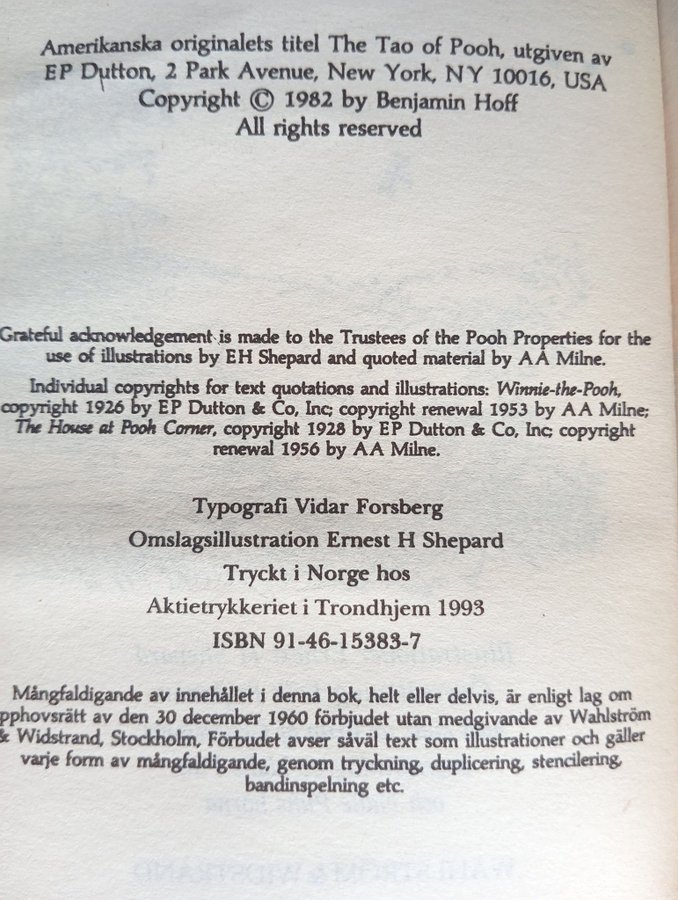 Amerikanska originalets titel The Tao of Pooh, utgiven av
EP Dutton, 2 Park Avenue, New York, NY 10016, USA
Copyright © 1982 by Benjamin Hoff
All rights reserved
Grateful acknowledgement is made to the Trustees of the Pooh Properties for the
use of illustrations by EH Shepard and quoted material by AA Milne.
Individual copyrights for text quotations and illustrations: Winnie-the-Pooh,
copyright 1926 by EP Dutton & Co, Inc; copyright renewal 1953 by AA Milne;
The House at Pooh Corner, copyright 1928 by EP Dutton & Co, Inc; copyright
renewal 1956 by AA Milne.
Typografi Vidar Forsberg
Omslagsillustration Ernest H Shepard
Tryckt i Norge hos
Aktietrykkeriet i Trondhjem 1993
ISBN 91-46-15383-7
Mångfaldigande av innehållet i denna bok, helt eller delvis, är enligt lag om
pphovsrätt av den 30 december 1960 förbjudet utan medgivande av Wahlström
& Widstrand, Stockholm, Förbudet avser såväl text som illustrationer och gäller
varje form av mångfaldigande, genom tryckning, duplicering, stencilering,
bandinspelning etc.